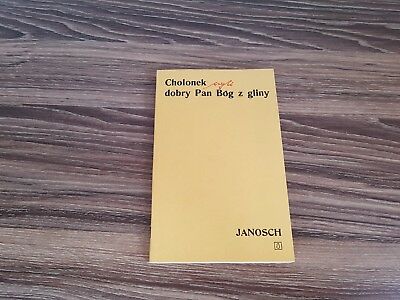 Cholonek czyli
dobry Pan Bóg z gliny
JANOSCH